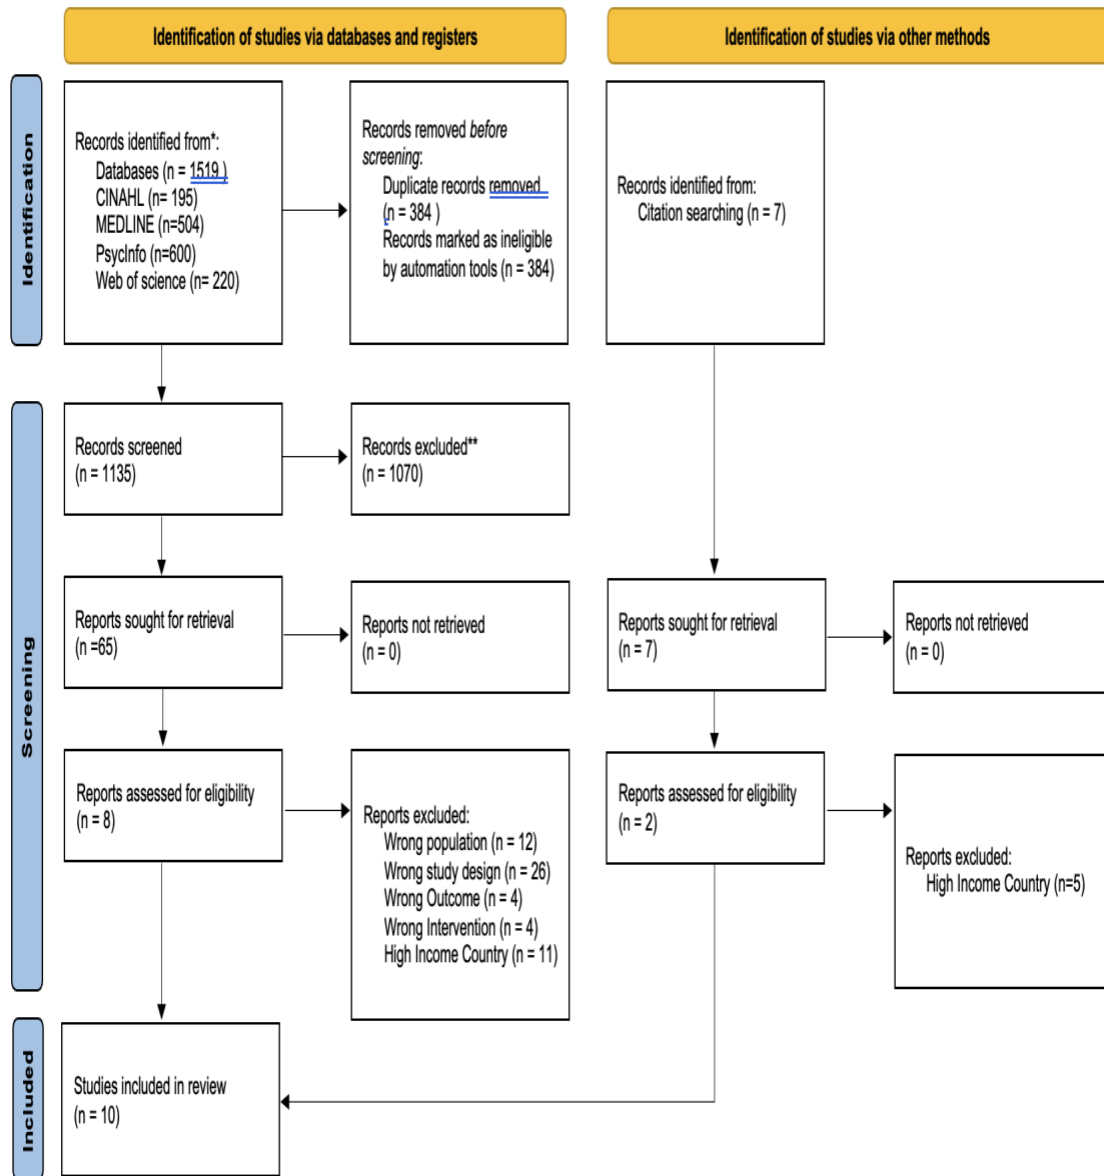 Identification of studies via databases and registers
Identification of studies via other methods
Identification
Records identified from*:
Databases (n = 1519 )
CINAHL (n= 195)
MEDLINE (n=504)
PsycInfo (n=600)
Web of science (n= 220)
Records removed before
screening:
Duplicate records removed
(n = 384 )
Records marked as ineligible
by automation tools (n = 384)
Records identified from:
Citation searching (n = 7)
Screening
Records screened
(n = 1135)
Records excluded**
(n = 1070)
Reports sought for retrieval
(n =65)
Reports not retrieved
(n = 0)
Reports sought for retrieval
(n = 7)
Reports not retrieved
(n = 0)
Reports assessed for eligibility
(n = 8)
Reports excluded:
Wrong population (n = 12)
Wrong study design (n = 26)
Wrong Outcome (n = 4)
Wrong Intervention (n = 4)
High Income Country (n = 11)
Reports assessed for eligibility
(n = 2)
Reports excluded:
High Income Country (n=5)
Included
Studies included in review
(n = 10)